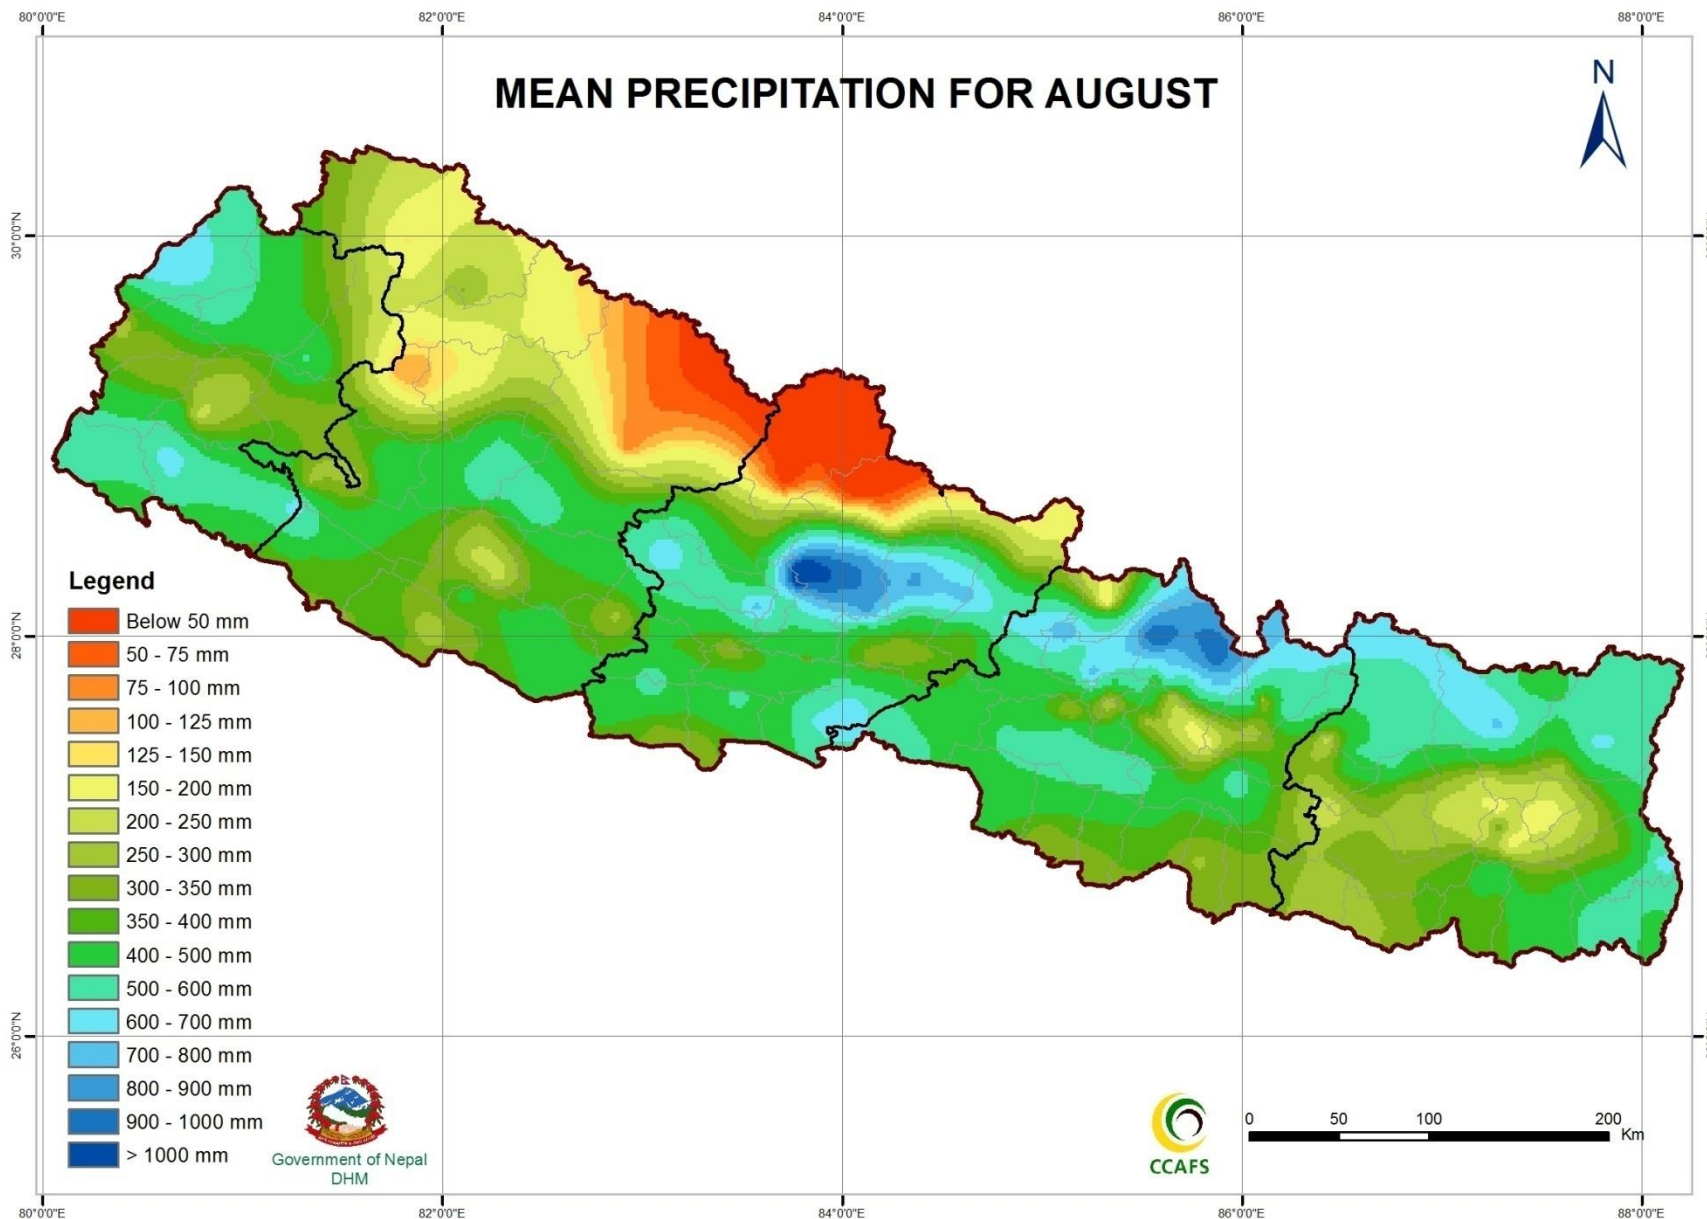 80°0'0"E 82°0'0"E 84°0'0"E 86°0'0"E 88°0'0"E
MEAN PRECIPITATION FOR AUGUST
N
30°0'0"N
28°0'0"N
26°0'0"N
Legend
Below 50 mm
50 - 75 mm
75 - 100 mm
100 - 125 mm
125 - 150 mm
150 - 200 mm
200 - 250 mm
250 - 300 mm
300 - 350 mm
350 - 400 mm
400 - 500 mm
500 - 600 mm
600 - 700 mm
700 - 800 mm
800 - 900 mm
900 - 1000 mm
> 1000 mm
Government of Nepal
DHM
CCAFS
0 50 100 200
Km
80°0'0"E 82°0'0"E 84°0'0"E 86°0'0"E 88°0'0"E